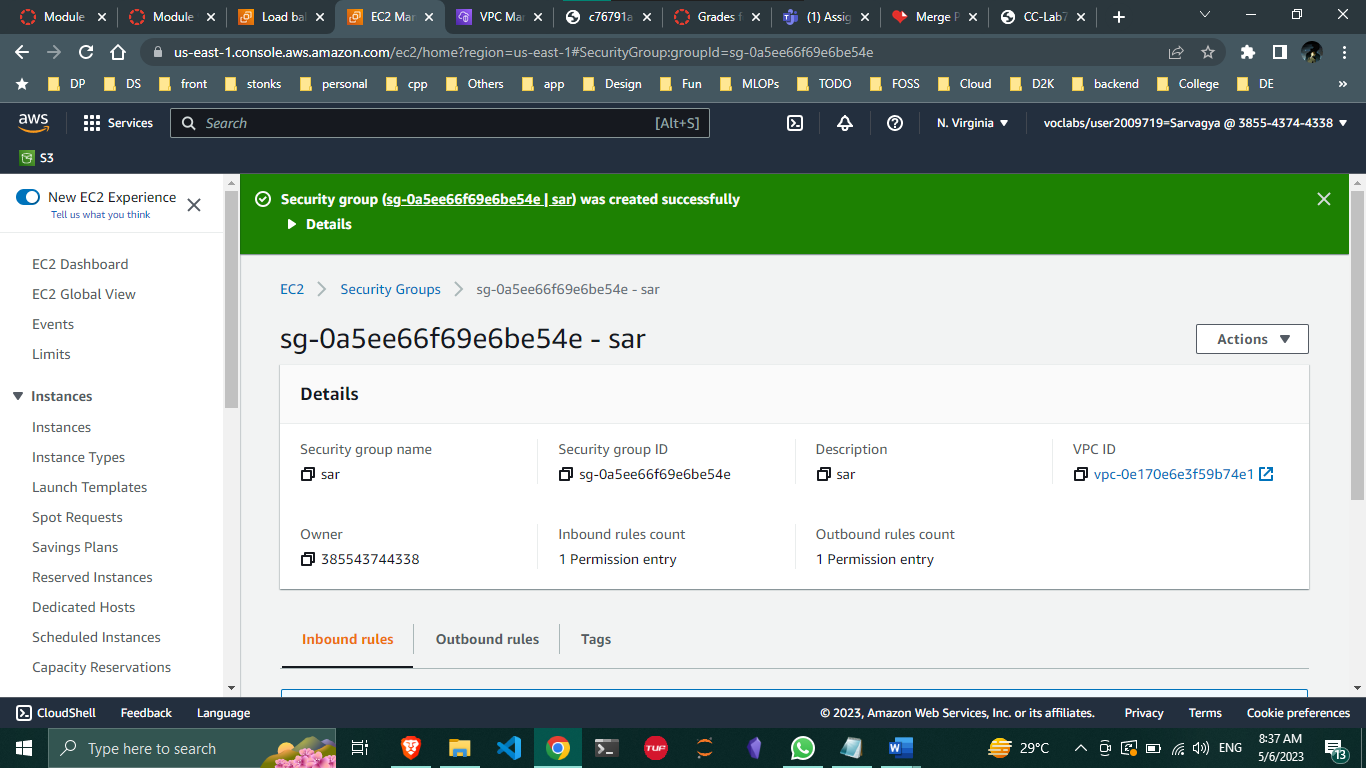 Module
Module
Load bal
EC2 Mar
VPC Mar
c76791a
Grades f
(1) Assig
Merge P
CC-Lab7
us-east-1.console.aws.amazon.com/ec2/home?region=us-east-1#SecurityGroup:groupId=sg-0a5ee66f69e6be54e
DP
DS
front
stonks
personal
cpp
Others
app
Design
Fun
MLOPs
TODO
FOSS
Cloud
D2K
backend
College
DE
aws
Services
Search
[Alt+S]
N. Virginia
voclabs/user2009719=Sarvagya @ 3855-4374-4338
S3
New EC2 Experience
Tell us what you think
EC2 Dashboard
EC2 Global View
Events
Limits
Instances
Instances
Instance Types
Launch Templates
Spot Requests
Savings Plans
Reserved Instances
Dedicated Hosts
Scheduled Instances
Capacity Reservations
Security group (sg-0a5ee66f69e6be54e | sar) was created successfully
Details
EC2
Security Groups
sg-0a5ee66f69e6be54e - sar
sg-0a5ee66f69e6be54e - sar
Actions
Details
Security group name
sar
Security group ID
sg-0a5ee66f69e6be54e
Description
sar
VPC ID
vpc-0e170e6e3f59b74e1
Owner
385543744338
Inbound rules count
1 Permission entry
Outbound rules count
1 Permission entry
Inbound rules
Outbound rules
Tags
CloudShell
Feedback
Language
© 2023, Amazon Web Services, Inc. or its affiliates.
Privacy
Terms
Cookie preferences
Type here to search
TUF
29°C
ENG
8:37 AM
5/6/2023
13